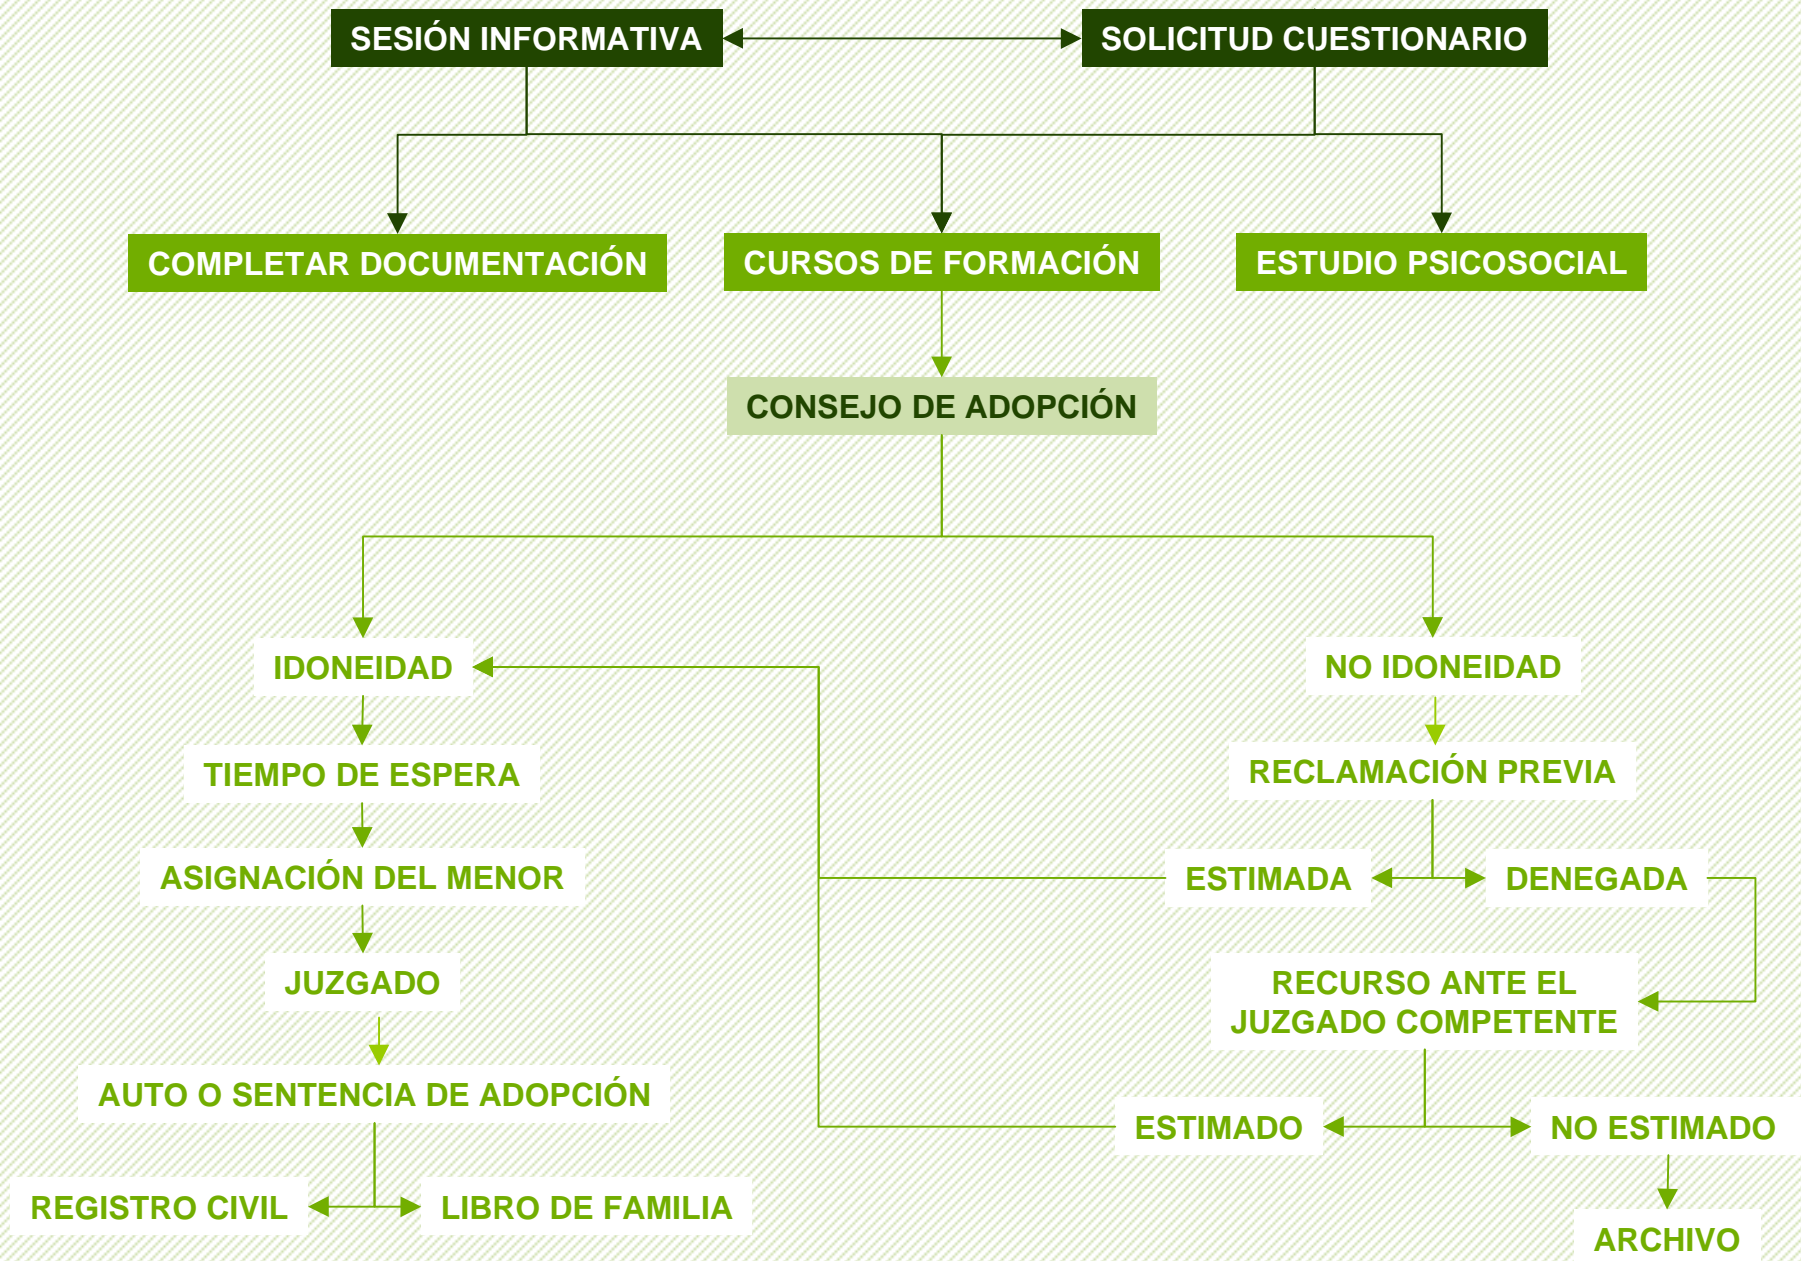 SESIÓN INFORMATIVA
SOLICITUD CUESTIONARIO
COMPLETAR DOCUMENTACIÓN
CURSOS DE FORMACIÓN
ESTUDIO PSICOSOCIAL
CONSEJO DE ADOPCIÓN
IDONEIDAD
NO IDONEIDAD
TIEMPO DE ESPERA
RECLAMACIÓN PREVIA
ASIGNACIÓN DEL MENOR
ESTIMADA
DENEGADA
JUZGADO
RECURSO ANTE EL
JUZGADO COMPETENTE
AUTO O SENTENCIA DE ADOPCIÓN
ESTIMADO
NO ESTIMADO
REGISTRO CIVIL
LIBRO DE FAMILIA
ARCHIVO